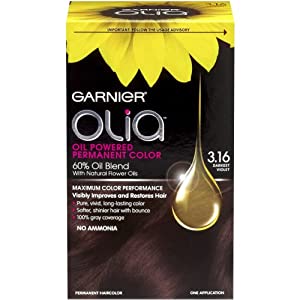 IMPORTANT, FOLLOW THE USAGE ADVISORY
GARNIER
OLIA
OIL POWERED
PERMANENT COLOR
60% Oil Blend
With Natural Flower Oils
3.16
DARKEST
VIOLET
MAXIMUM COLOR PERFORMANCE
Visibly Improves and Restores Hair
Pure, vivid, long-lasting color
Softer, shinier hair with bounce
100% gray coverage
NO AMMONIA
PERMANENT HAIRCOLOR
ONE APPLICATION